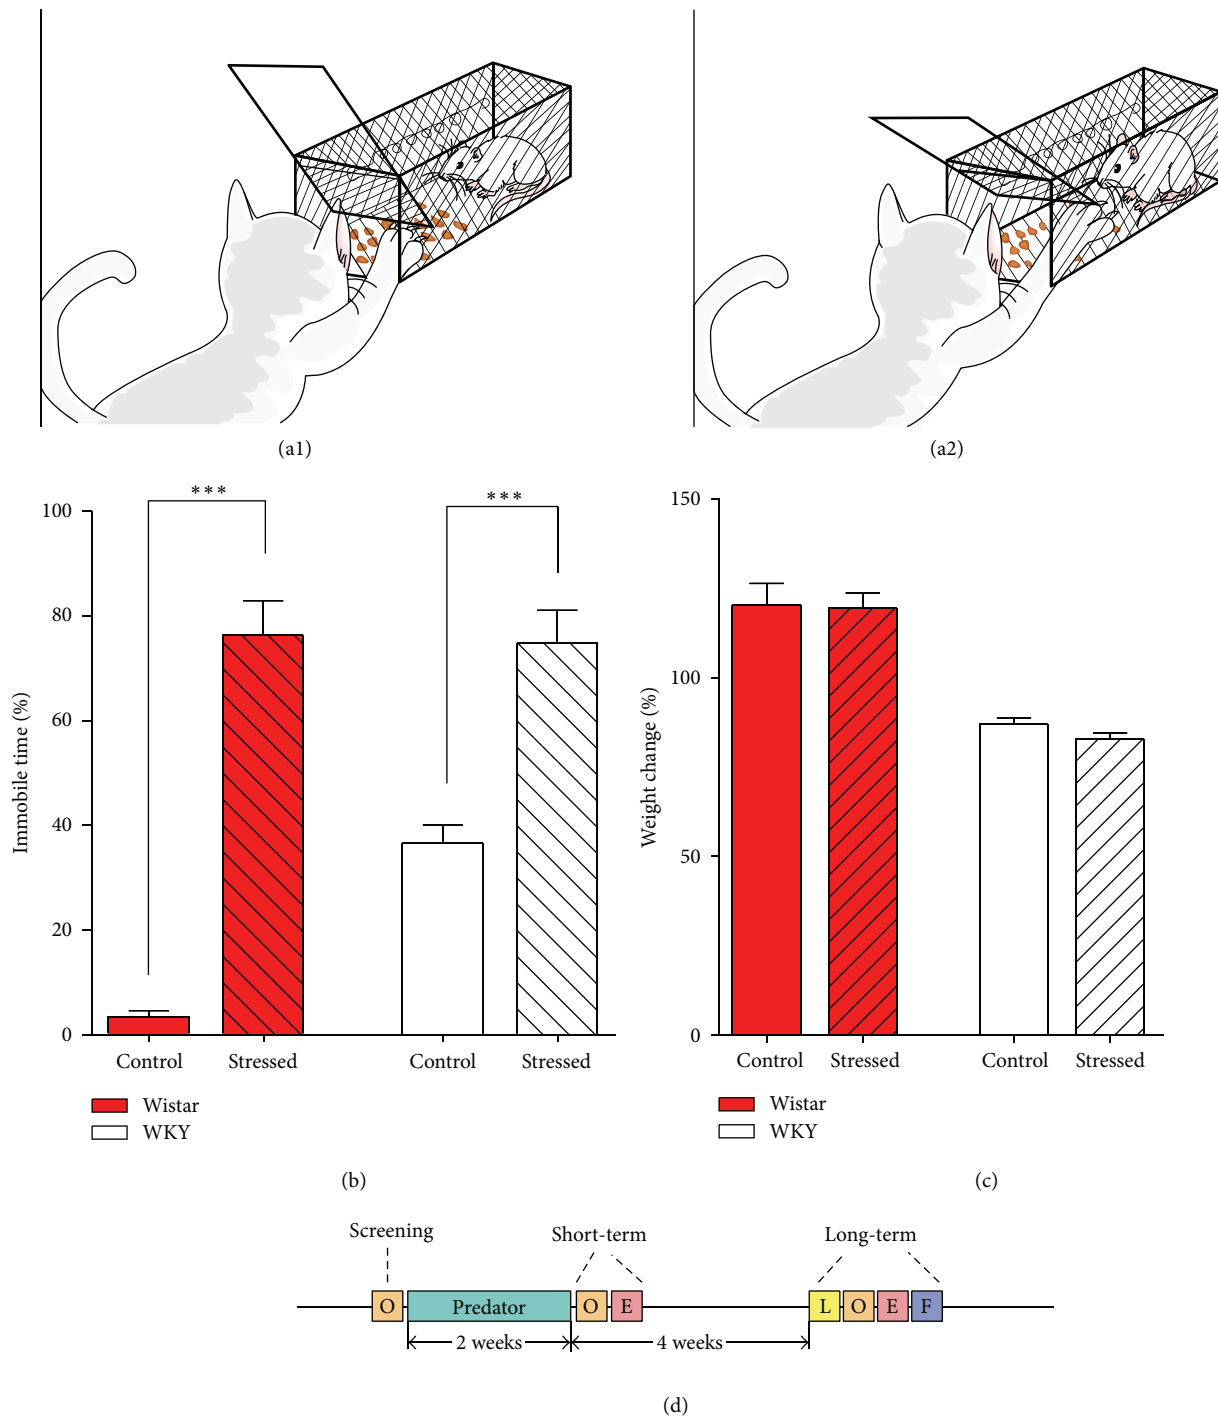 (a1)
(a2)
***
***
100
80
60
40
20
0
Immobile time (%)
Control
Stressed
Control
Stressed
Wistar
WKY
(b)
150
100
50
0
Weight change (%)
Control
Stressed
Control
Stressed
Wistar
WKY
(c)
Screening
Short-term
Long-term
O
Predator
O
E
L
O
E
F
2 weeks
4 weeks
(d)